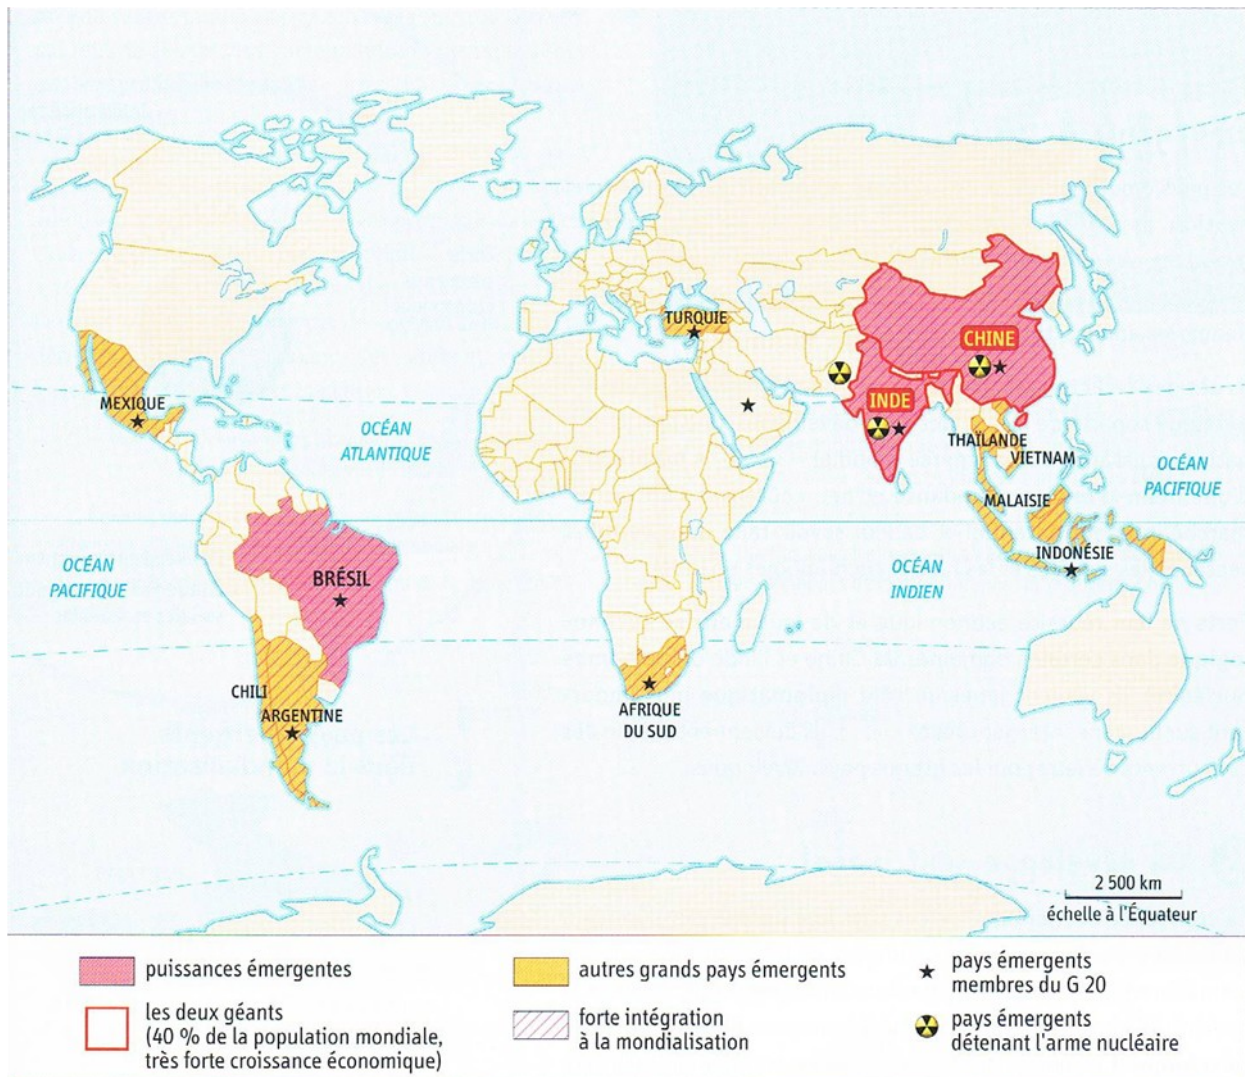 TURQUIE
CHINE
INDE
MEXIQUE
OCÉAN
ATLANTIQUE
THAÏLANDE
VIETNAM
OCÉAN
PACIFIQUE
MALAISIE
INDONÉSIE
OCÉAN
PACIFIQUE
BRÉSIL
OCÉAN
INDIEN
CHILI
ARGENTINE
AFRIQUE
DU SUD
2 500 km
échelle à l'Équateur
puissances émergentes
les deux géants
(40 % de la population mondiale,
très forte croissance économique)
autres grands pays émergents
forte intégration
à la mondialisation
pays émergents
membres du G 20
pays émergents
détenant l'arme nucléaire